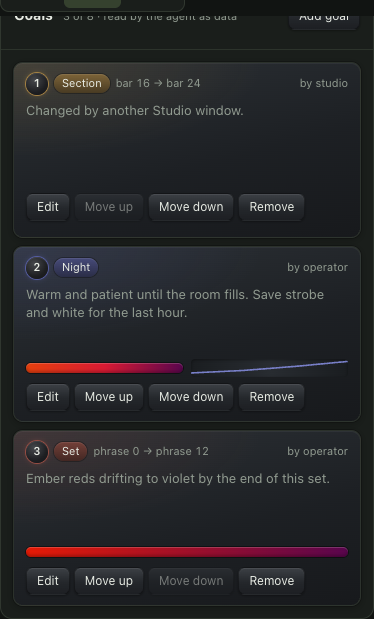 Goals 3 of 8 · read by the agent as data Add goal
1 Section bar 16 → bar 24 by studio
Changed by another Studio window.
Edit Move up Move down Remove
2 Night by operator
Warm and patient until the room fills. Save strobe
and white for the last hour.
Edit Move up Move down Remove
3 Set phrase 0 → phrase 12 by operator
Ember reds drifting to violet by the end of this set.
Edit Move up Move down Remove